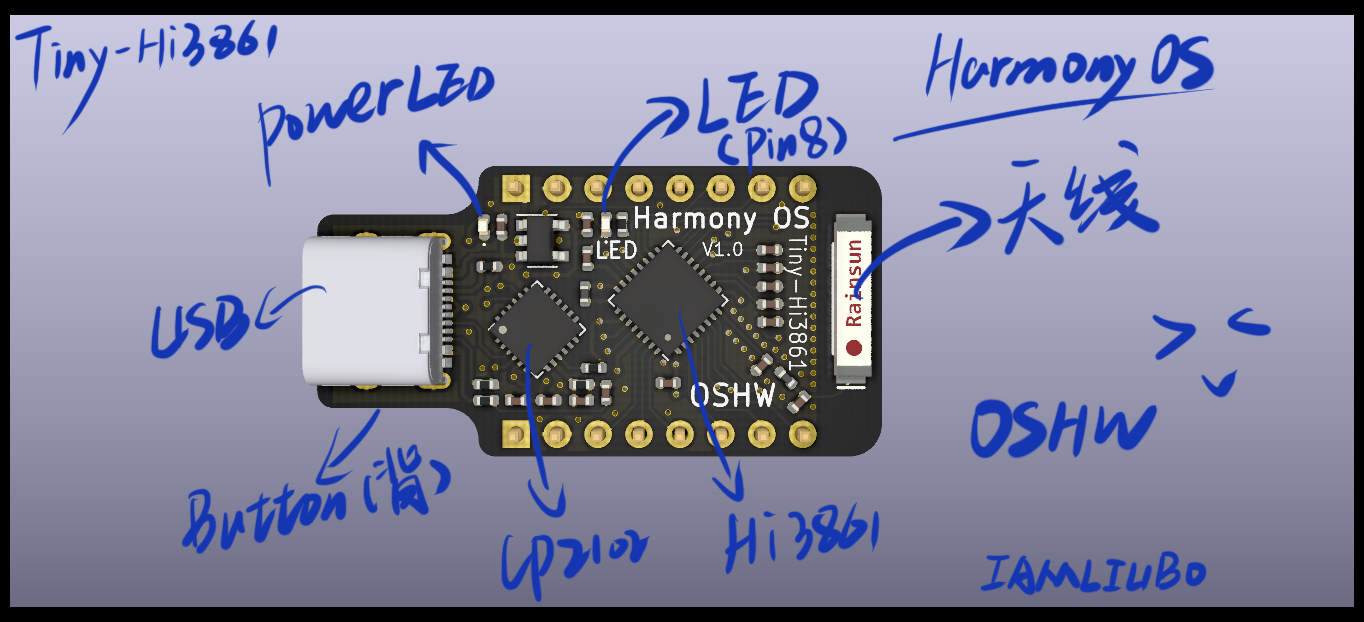 Tiny-Hi3861
powerLED
LED
(Pin8)
Harmony OS
天线
Harmony OS
LED
V1.0
Tiny-Hi3861
Rainsun
USB
OSHW
OSHW
Button(背)
CP2102
Hi3861
IAMLIUBO